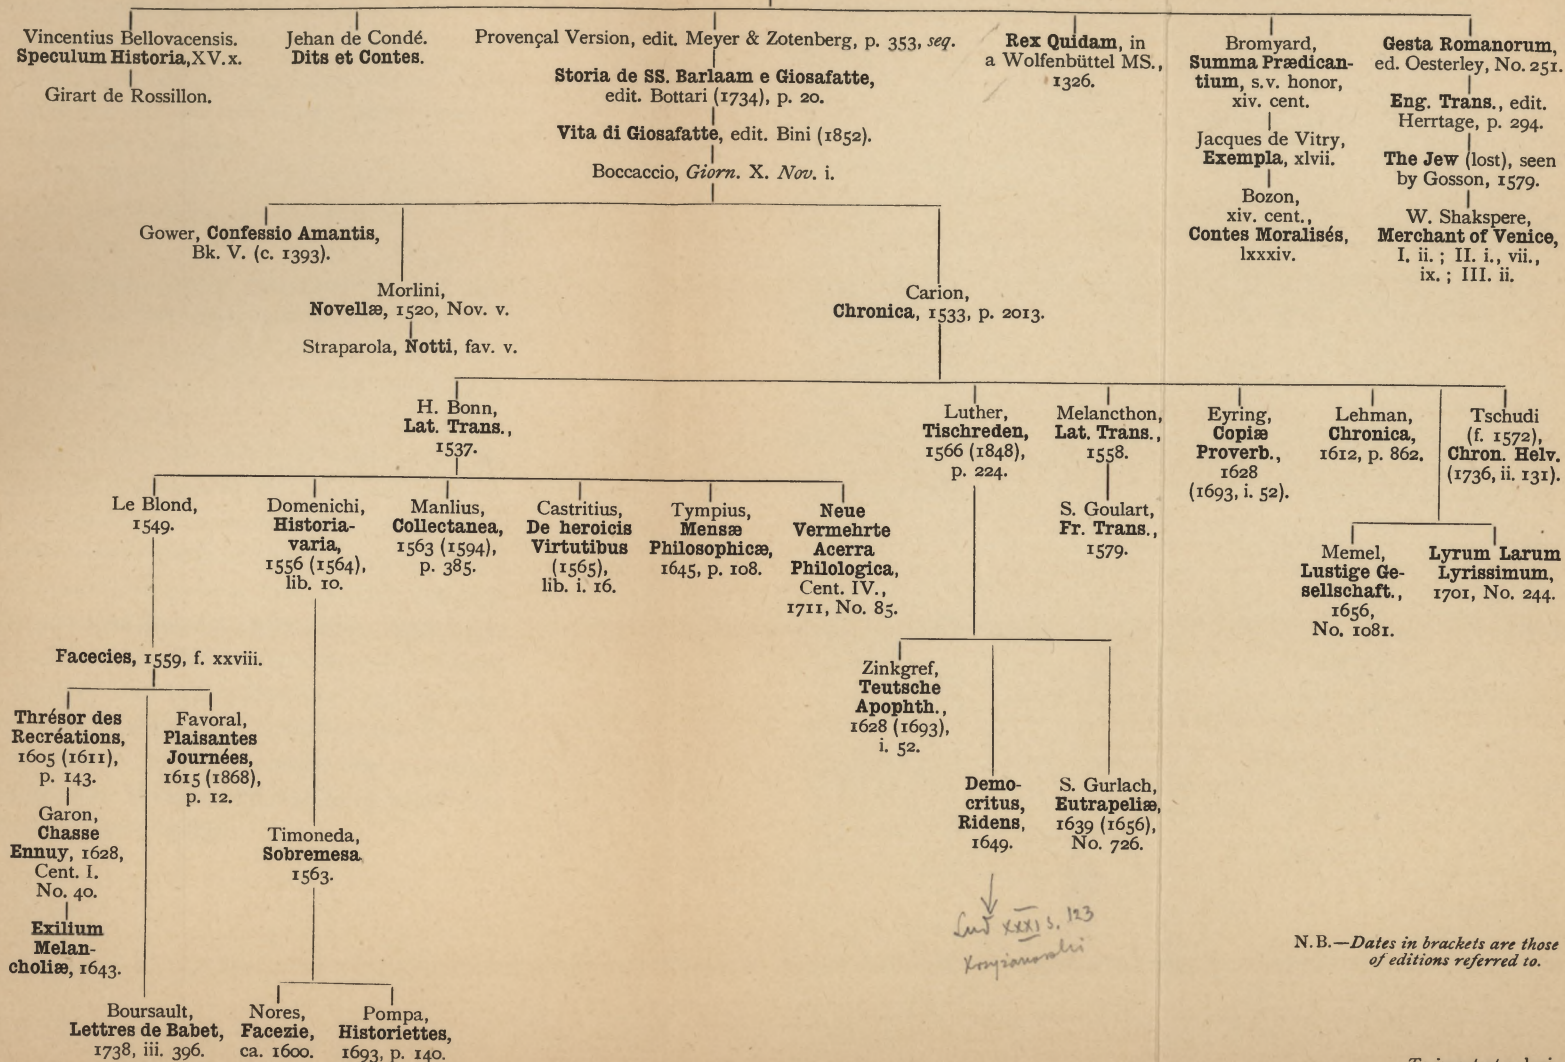 Vincentius Bellovacensis.
Speculum Historia, XV. x.
Girart de Rossillon.
Jehan de Condé.
Dits et Contes.
Provençal Version, edit. Meyer & Zotenberg, p. 353, seq.
Storia de SS. Barlaam e Giosafatte,
edit. Bottari (1734), p. 20.
Vita di Giosafatte, edit. Bini (1852).
Boccaccio, Giorn. X. Nov. i.
Rex Quidam, in
a Wolfenbüttel MS.,
1326.
Bromyard,
Summa Prædican-
tium, s.v. honor,
xiv. cent.
Jacques de Vitry,
Exempla, xlvii.
Bozon,
xiv. cent.,
Contes Moralisés,
lxxxiv.
Gesta Romanorum,
ed. Oesterley, No. 251.
Eng. Trans., edit.
Herrtage, p. 294.
The Jew (lost), seen
by Gosson, 1579.
W. Shakspere,
Merchant of Venice,
I. ii. ; II. i., vii.,
ix. ; III. ii.
Gower, Confessio Amantis,
Bk. V. (c. 1393).
Morlini,
Novellæ, 1520, Nov. v.
Straparola, Notti, fav. v.
Carion,
Chronica, 1533, p. 2013.
H. Bonn,
Lat. Trans.,
1537.
Luther,
Tischreden,
1566 (1848),
p. 224.
Melancthon,
Lat. Trans.,
1558.
S. Goulart,
Fr. Trans.,
1579.
Eyring,
Copiæ
Proverb.,
1628
(1693, i. 52).
Lehman,
Chronica,
1612, p. 862.
Tschudi
(f. 1572),
Chron. Helv.
(1736, ii. 131).
Le Blond,
1549.
Domenichi,
Historia-
varia,
1556 (1564),
lib. 10.
Manlius,
Collectanea,
1563 (1594),
p. 385.
Castritius,
De heroicis
Virtutibus
(1565),
lib. i. 16.
Tympius,
Mensæ
Philosophicæ,
1645, p. 108.
Neue
Vermehrte
Acerra
Philologica,
Cent. IV.,
1711, No. 85.
Memel,
Lustige Ge-
sellschaft.,
1656,
No. 1081.
Lyrum Larum
Lyrissimum,
1701, No. 244.
Facecies, 1559, f. xxviii.
Thrésor des
Recréations,
1605 (1611),
p. 143.
Garon,
Chasse
Ennuy, 1628,
Cent. I.
No. 40.
Exilium
Melan-
choliæ, 1643.
Favoral,
Plaisantes
Journées,
1615 (1868),
p. 12.
Timoneda,
Sobremesa
1563.
Zinkgref,
Teutsche
Apophth.,
1628 (1693),
i. 52.
Demo-
critus,
Ridens,
1649.
S. Gurlach,
Eutrapeliæ,
1639 (1656),
No. 726.
XXXI s. 123
N.B.—Dates in brackets are those
of editions referred to.
Boursault,
Lettres de Babet,
1738, iii. 396.
Nores,
Facezie,
ca. 1600.
Pompa,
Historiettes,
1693, p. 140.